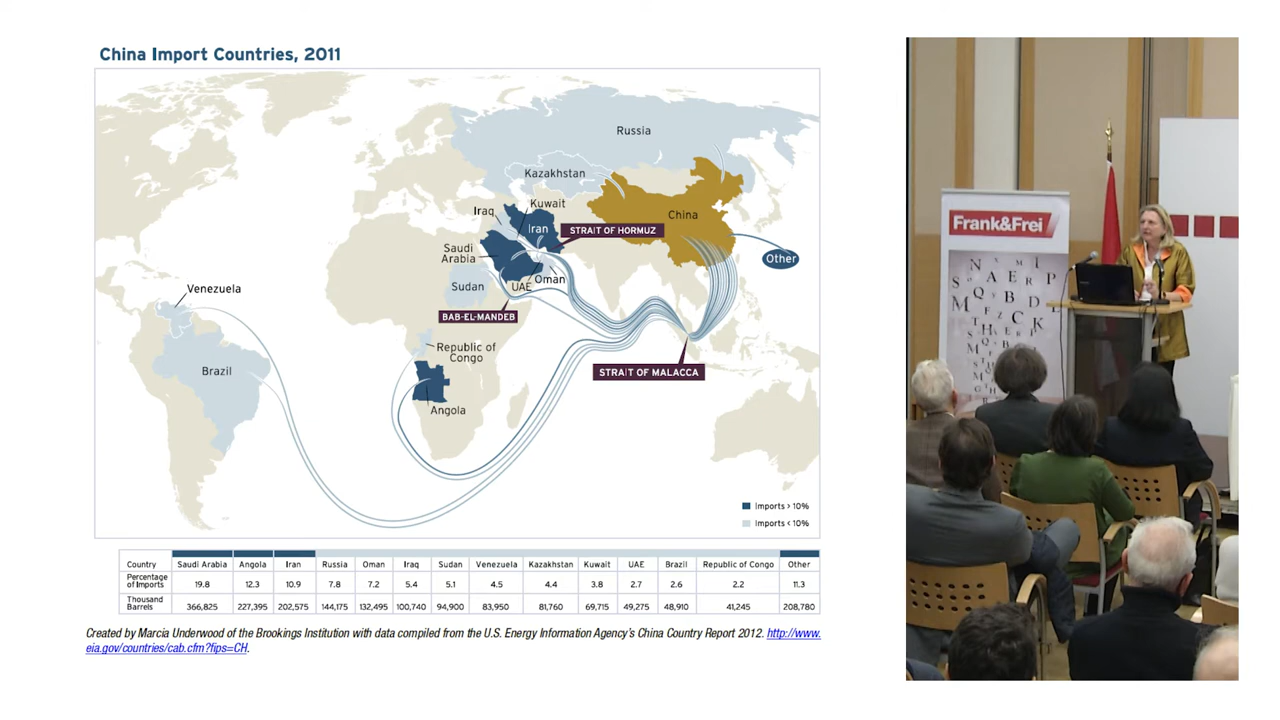 China Import Countries, 2011
Russia
Kazakhstan
Kuwait
Iraq
China
Iran
STRAIT OF HORMUZ
Saudi
Arabia
Other
Oman
Sudan
UAE
Venezuela
BAB-EL-MANDEB
Republic of
Congo
Brazil
STRAIT OF MALACCA
Angola
Imports > 10%
Imports < 10%
Country Saudi Arabia Angola Iran Russia Oman Iraq Sudan Venezuela Kazakhstan Kuwait UAE Brazil Republic of Congo Other
Percentage
of Imports 19.8 12.3 10.9 7.8 7.2 5.4 5.1 4.5 4.4 3.8 2.7 2.6 2.2 11.3
Thousand
Barrels 366,825 227,395 202,575 144,175 132,495 100,740 94,900 83,950 81,760 69,715 49,275 48,910 41,245 208,780
Created by Marcia Underwood of the Brookings Institution with data compiled from the U.S. Energy Information Agency's China Country Report 2012. http://www.
eia.gov/countries/cab.cfm?fips=CH.
Frank&Frei